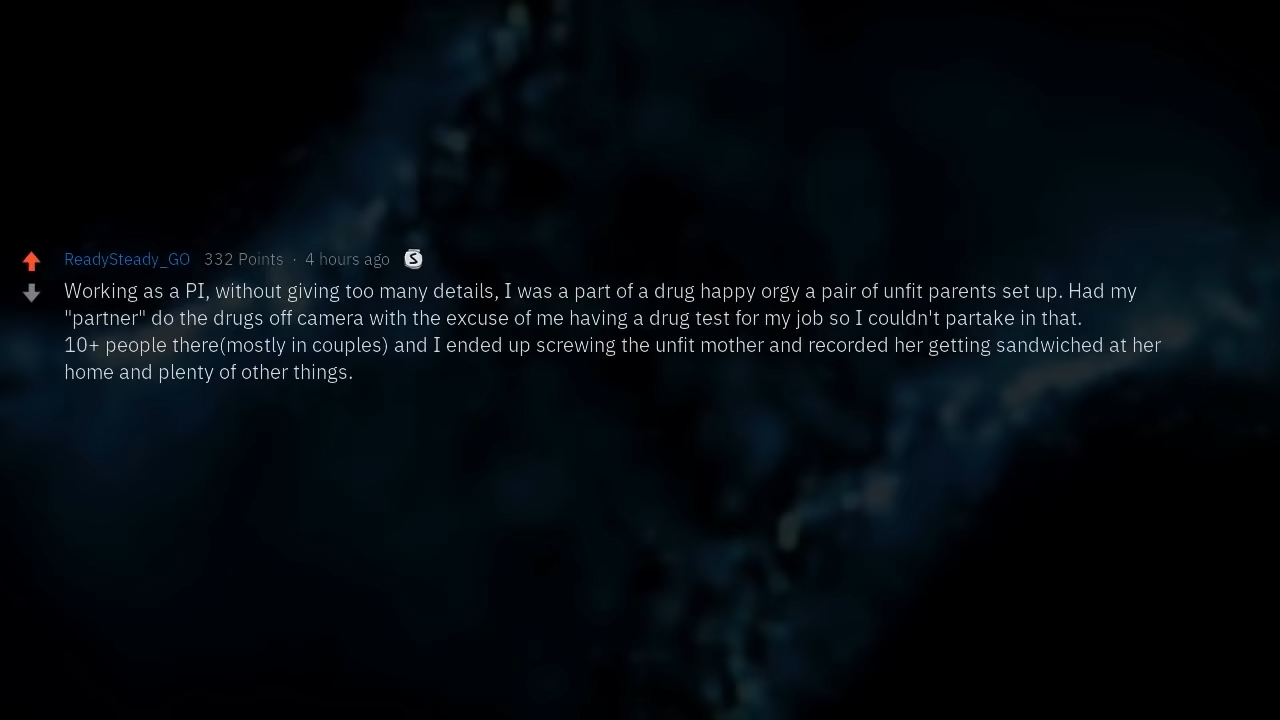 ReadySteady_GO 332 Points · 4 hours ago S
Working as a PI, without giving too many details, I was a part of a drug happy orgy a pair of unfit parents set up. Had my
"partner" do the drugs off camera with the excuse of me having a drug test for my job so I couldn't partake in that.
10+ people there(mostly in couples) and I ended up screwing the unfit mother and recorded her getting sandwiched at her
home and plenty of other things.